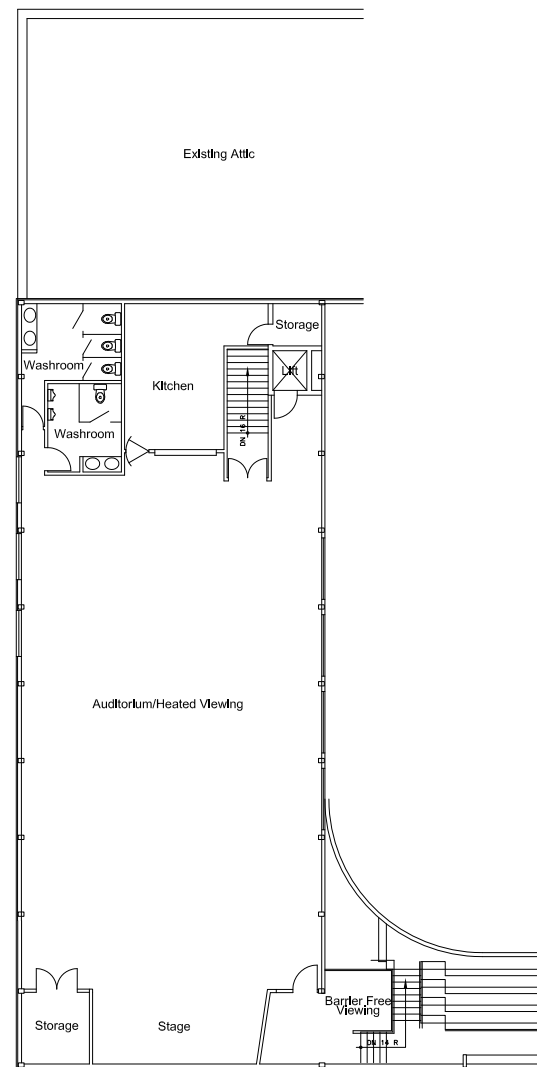 Existing Attic
Storage
Washroom
Lift
Kitchen
Washroom
DN 16 R
Auditorium/Heated Viewing
Barrier Free
Viewing
Storage
Stage
DN 14 R